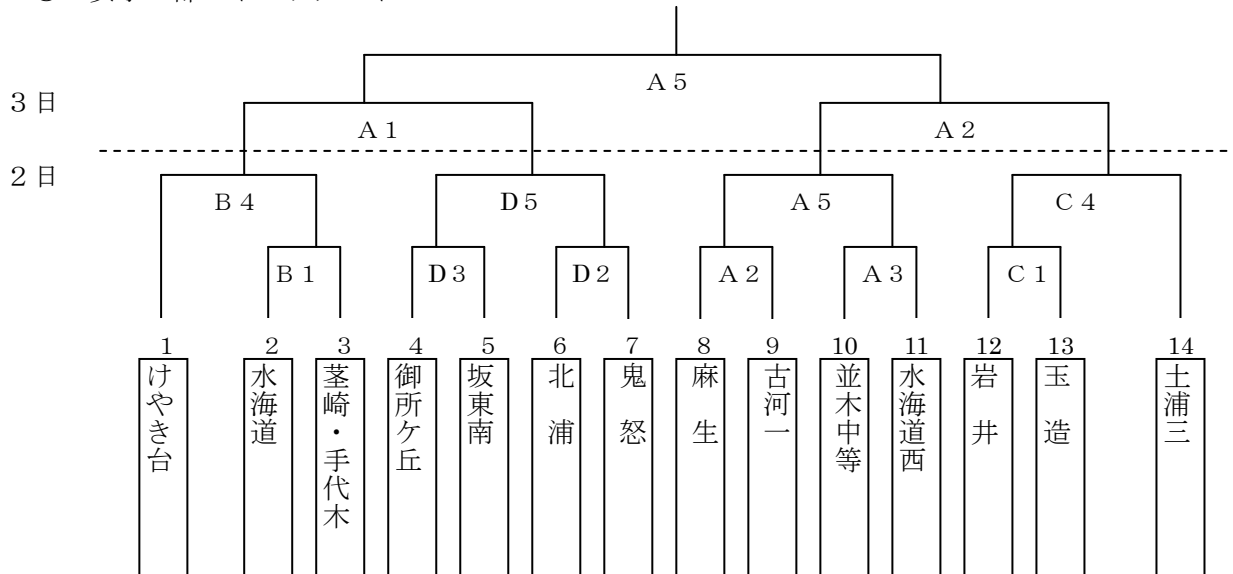 A5
3日
A1 A2
2日
B4 D5 A5 C4
B1 D3 D2 A2 A3 C1
1 2 3 4 5 6 7 8 9 10 11 12 13 14
けやき台
水海道
茎崎・手代木
御所ケ丘
坂東南
北浦
鬼怒
麻生
古河一
並木中等
水海道西
岩井
玉造
土浦三